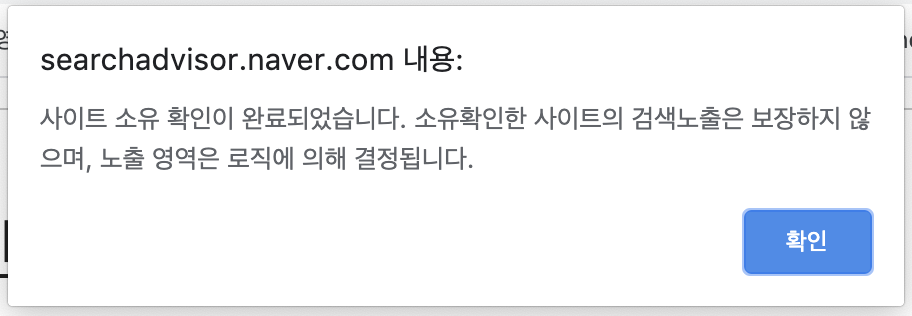 searchadvisor.naver.com 내용:
사이트 소유 확인이 완료되었습니다. 소유확인한 사이트의 검색노출은 보장하지 않
으며, 노출 영역은 로직에 의해 결정됩니다.
확인